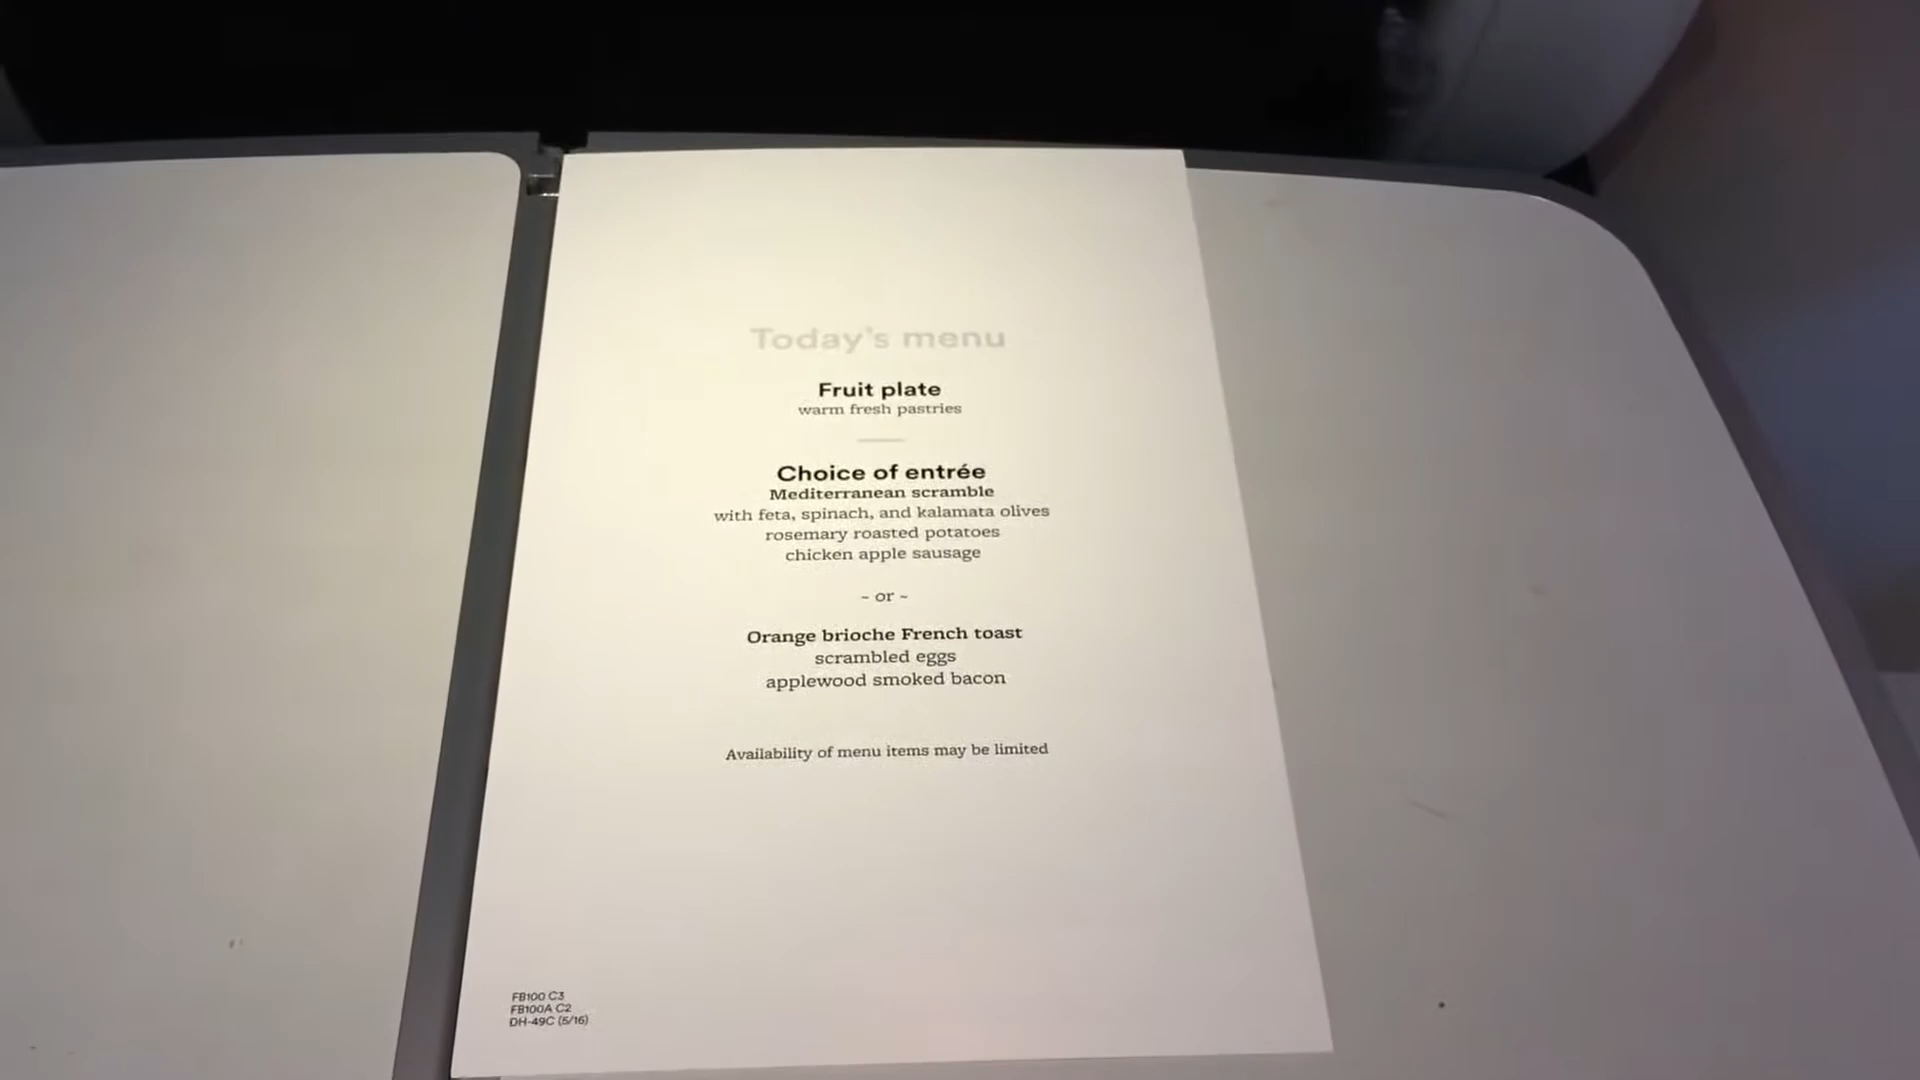 Today's menu
Fruit plate
warm fresh pastries
Choice of entrée
Mediterranean scramble
with feta, spinach, and kalamata olives
rosemary roasted potatoes
chicken apple sausage
~ or ~
Orange brioche French toast
scrambled eggs
applewood smoked bacon
Availability of menu items may be limited
FB100 C3
FB100A C2
DH-49C (5/16)